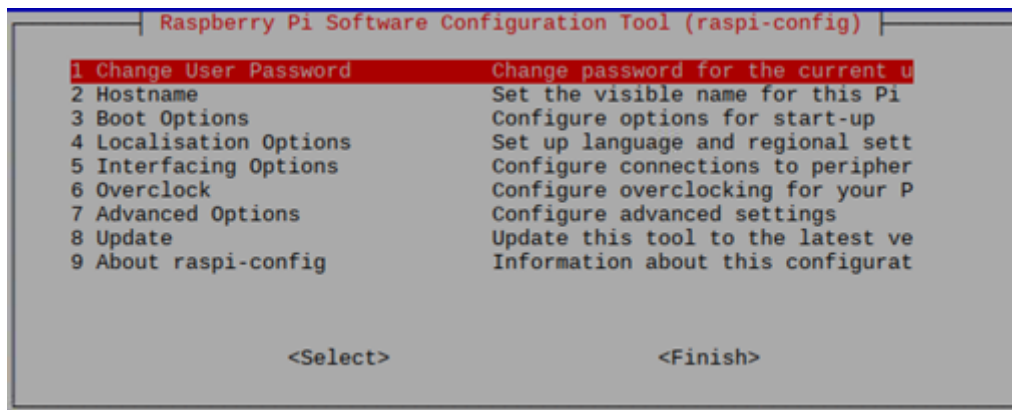 Raspberry Pi Software Configuration Tool (raspi-config)
1 Change User Password Change password for the current u
2 Hostname Set the visible name for this Pi
3 Boot Options Configure options for start-up
4 Localisation Options Set up language and regional sett
5 Interfacing Options Configure connections to peripher
6 Overclock Configure overclocking for your P
7 Advanced Options Configure advanced settings
8 Update Update this tool to the latest ve
9 About raspi-config Information about this configurat
<Select> <Finish>